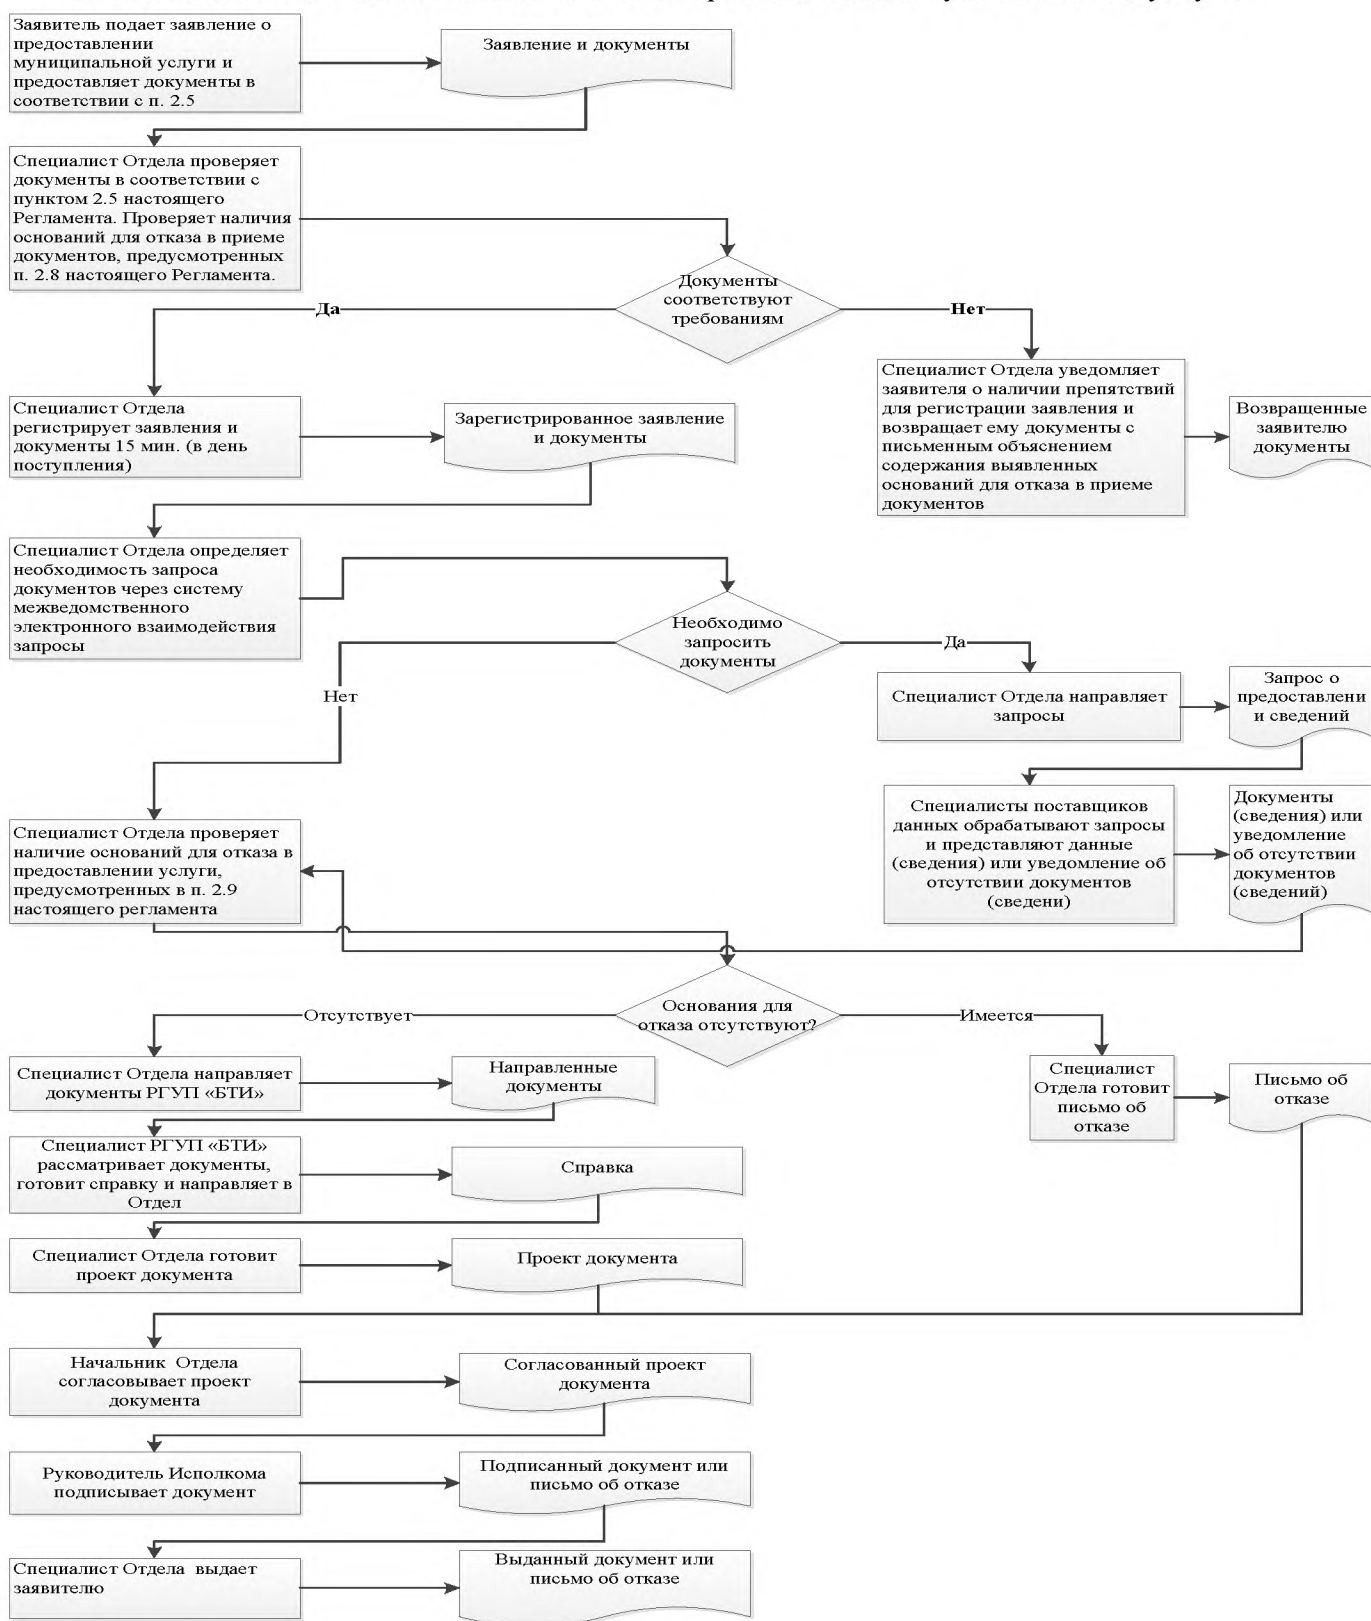 Заявитель подает заявление о
предоставлении
муниципальной услуги и
предоставляет документы в
соответствии с п. 2.5
Заявление и документы
Специалист Отдела проверяет
документы в соответствии с
пунктом 2.5 настоящего
Регламента. Проверяет наличия
оснований для отказа в приеме
документов, предусмотренных
п. 2.8 настоящего Регламента.
Документы
соответствуют
требованиям
Да
Нет
Специалист Отдела
регистрирует заявления и
документы 15 мин. (в день
поступления)
Зарегистрированное заявление
и документы
Специалист Отдела уведомляет
заявителя о наличии препятствий
для регистрации заявления и
возвращает ему документы с
письменным объяснением
содержания выявленных
оснований для отказа в приеме
документов
Возвращенные
заявителю
документы
Специалист Отдела определяет
необходимость запроса
документов через систему
межведомственного
электронного взаимодействия
запросы
Необходимо
запросить
документы
Да
Нет
Специалист Отдела направляет
запросы
Запрос о
предоставлени
и сведений
Специалисты поставщиков
данных обрабатывают запросы
и представляют данные
(сведения) или уведомление об
отсутствии документов
(сведени)
Документы
(сведения) или
уведомление
об отсутствии
документов
(сведений)
Специалист Отдела проверяет
наличие оснований для отказа в
предоставлении услуги,
предусмотренных в п. 2.9
настоящего регламента
Основания для
отказа отсутствуют?
Отсутствует
Имеется
Специалист Отдела направляет
документы РГУП «БТИ»
Направленные
документы
Специалист
Отдела готовит
письмо об
отказе
Письмо об
отказе
Специалист РГУП «БТИ»
рассматривает документы,
готовит справку и направляет в
Отдел
Справка
Специалист Отдела готовит
проект документа
Проект документа
Начальник Отдела
согласовывает проект
документа
Согласованный проект
документа
Руководитель Исполкома
подписывает документ
Подписанный документ или
письмо об отказе
Специалист Отдела выдает
заявителю
Выданный документ или
письмо об отказе